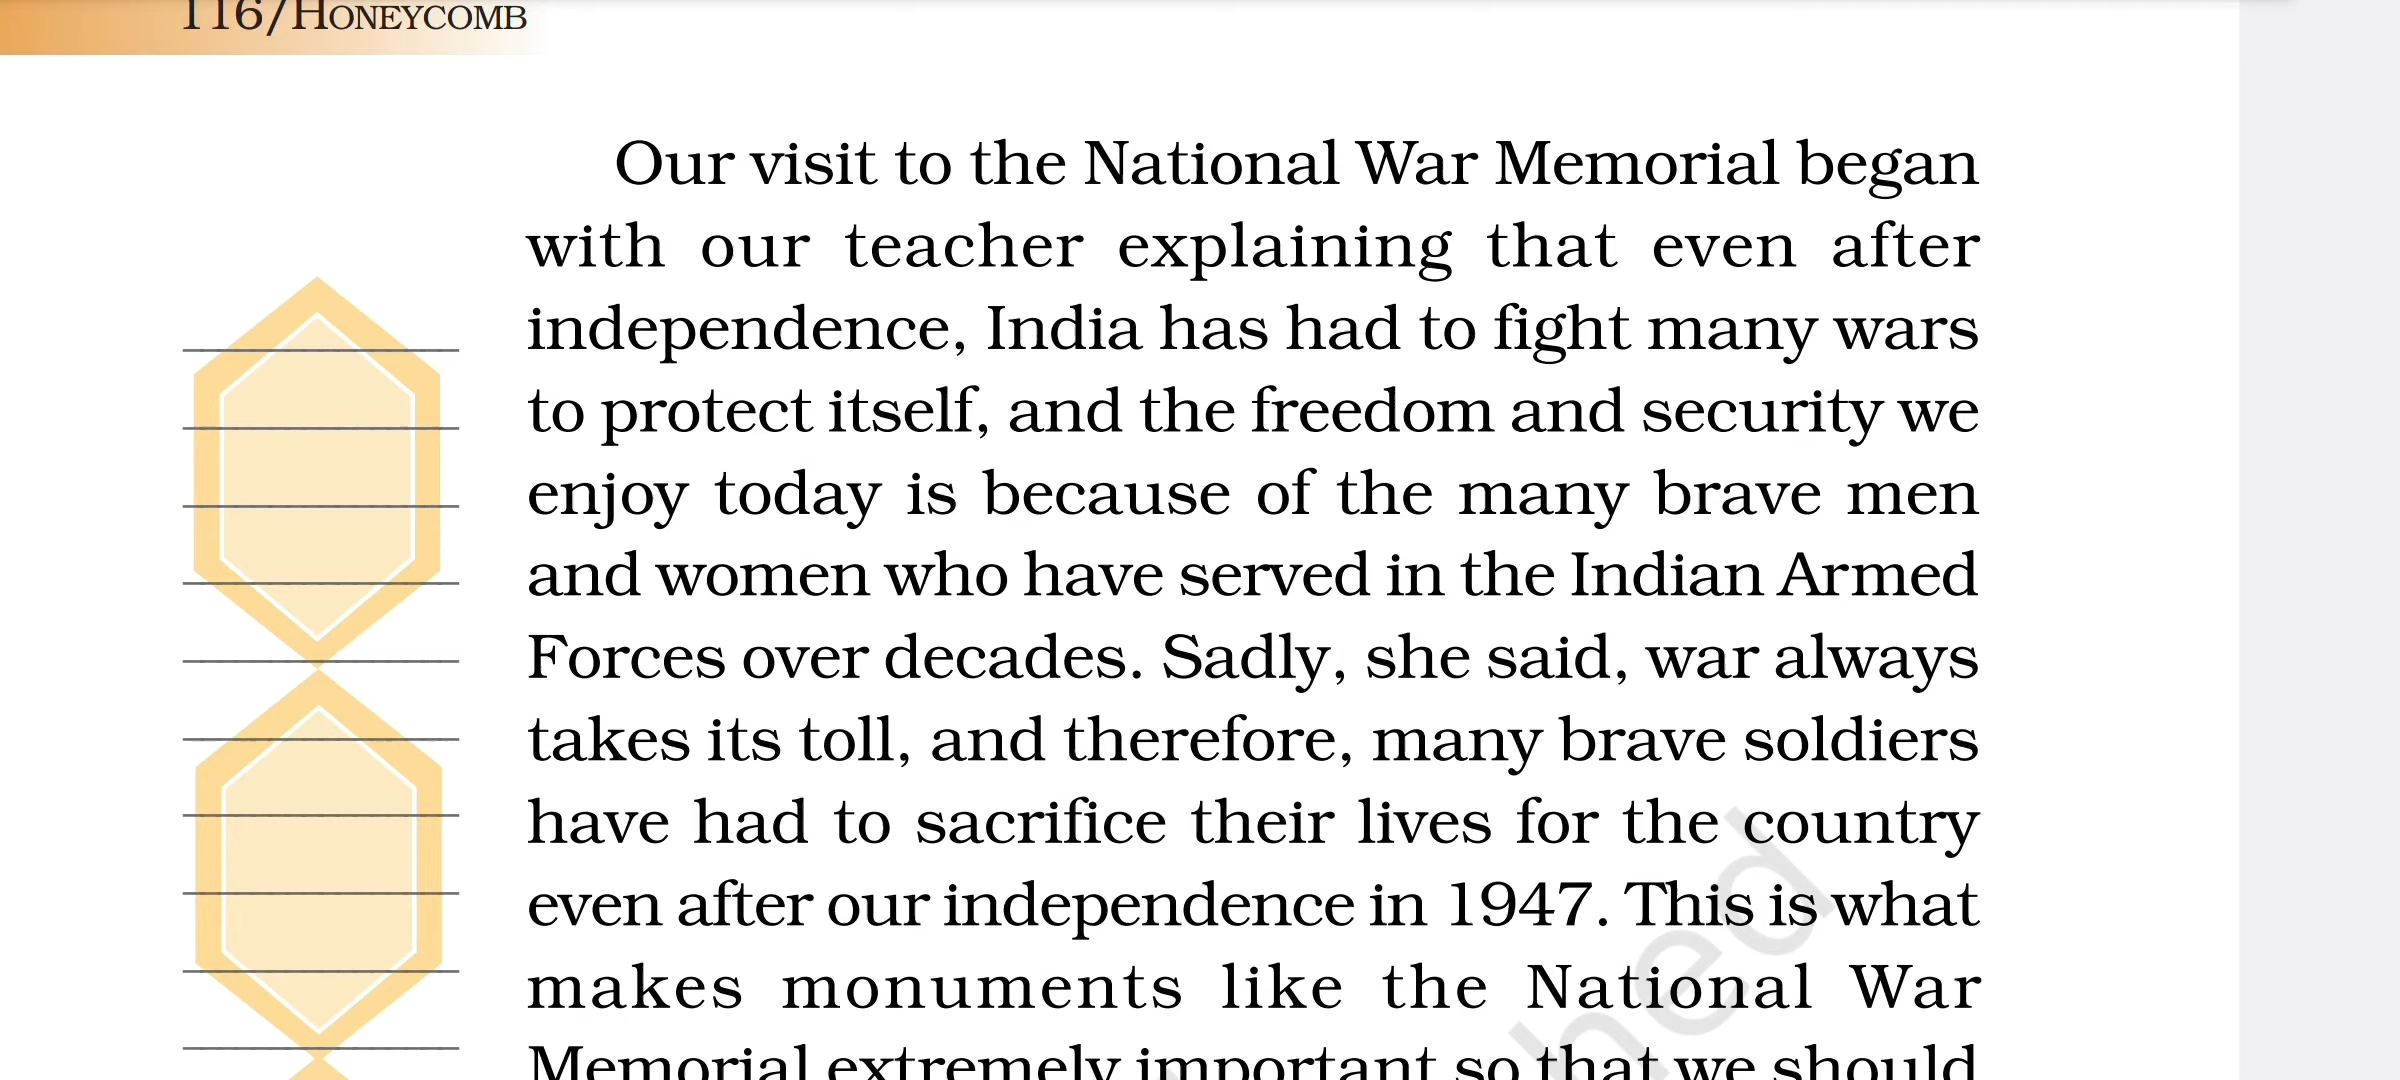 116/HONEYCOMB
Our visit to the National War Memorial began
with our teacher explaining that even after
independence, India has had to fight many wars
to protect itself, and the freedom and security we
enjoy today is because of the many brave men
and women who have served in the Indian Armed
Forces over decades. Sadly, she said, war always
takes its toll, and therefore, many brave soldiers
have had to sacrifice their lives for the country
even after our independence in 1947. This is what
makes monuments like the National War
Memorial extremely important so that we should